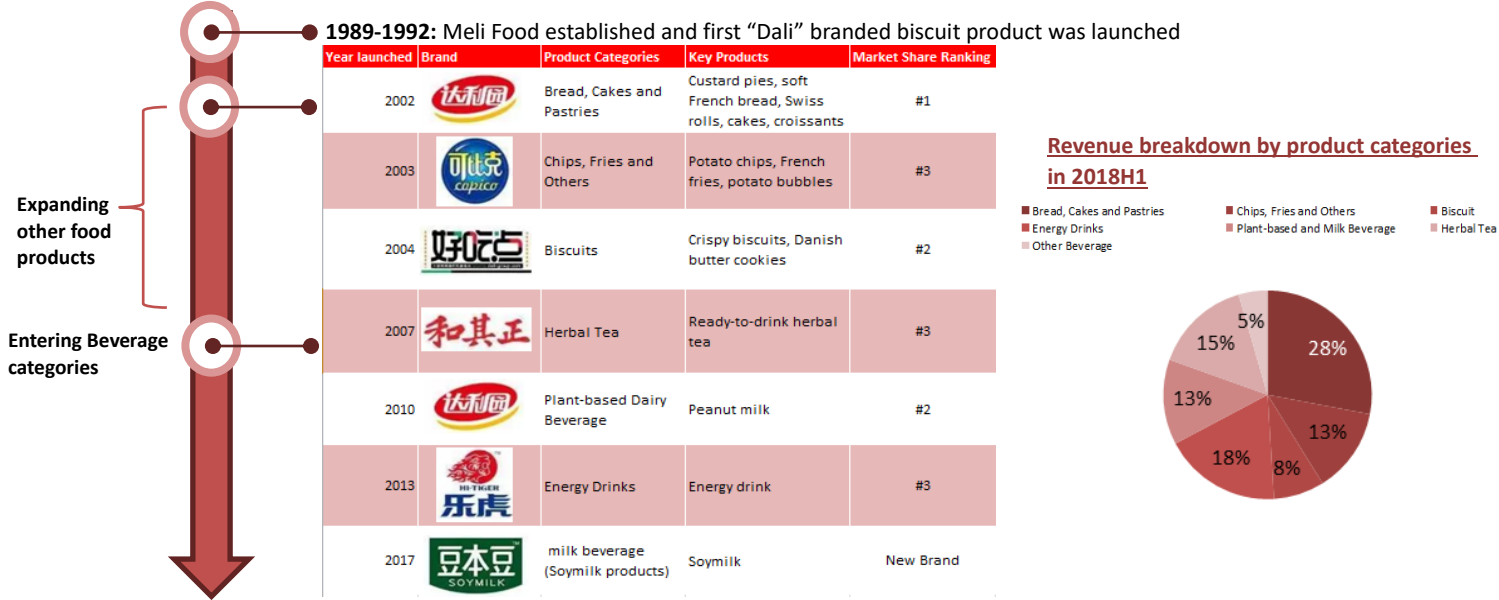 1989-1992: Meli Food established and first “Dali” branded biscuit product was launched
Year launched Brand Product Categories Key Products Market Share Ranking
2002
达利园
Bread, Cakes and
Pastries
Custard pies, soft
French bread, Swiss
rolls, cakes, croissants
#1
2003
可比克
copico
Chips, Fries and
Others
Potato chips, French
fries, potato bubbles
#3
2004
好吃点
Biscuits
Crispy biscuits, Danish
butter cookies
#2
2007
和其正
Herbal Tea
Ready-to-drink herbal
tea
#3
2010
达利园
Plant-based Dairy
Beverage
Peanut milk
#2
2013
HI-TIGER
乐虎
Energy Drinks
Energy drink
#3
2017
豆本豆
SOYMILK
milk beverage
(Soymilk products)
Soymilk
New Brand
Expanding
other food
products
Entering Beverage
categories
Revenue breakdown by product categories
in 2018H1
Bread, Cakes and Pastries Chips, Fries and Others Biscuit
Energy Drinks Plant-based and Milk Beverage Herbal Tea
Other Beverage
5%
28%
15%
13%
13%
18%
8%